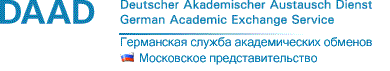 DAAD
Deutscher Akademischer Austausch Dienst
German Academic Exchange Service
Германская служба академических обменов
Московское представительство